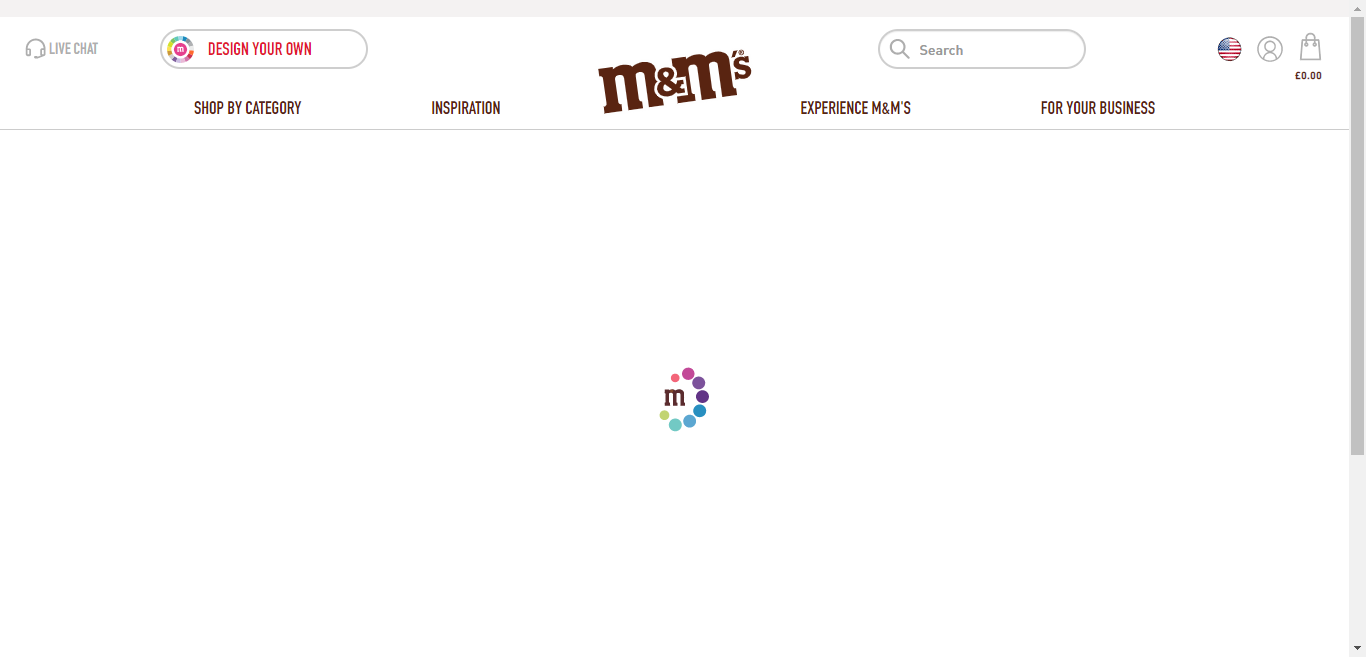 LIVE CHAT
m
DESIGN YOUR OWN
m&m's®
Search
£0.00
SHOP BY CATEGORY
INSPIRATION
EXPERIENCE M&M'S
FOR YOUR BUSINESS
m